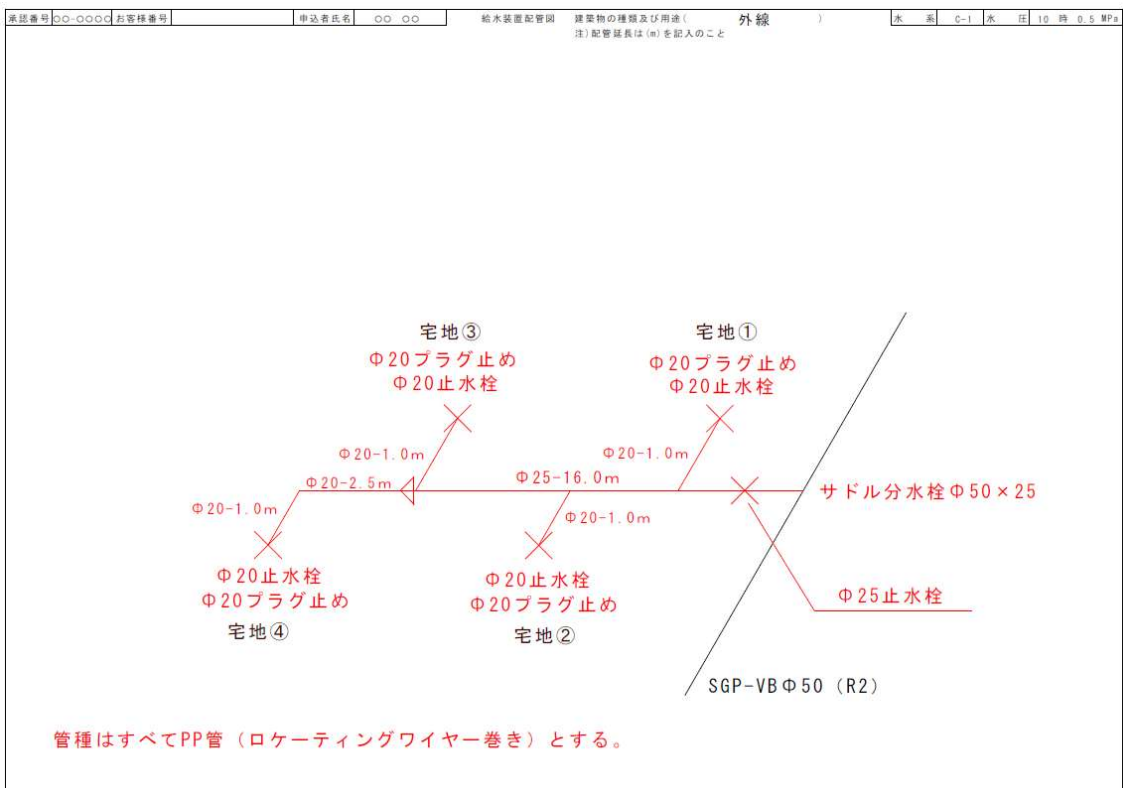 承認番号 ○○-○○○○ お客様番号 申込者氏名 ○○ ○○ 給水装置配管図 建築物の種類及び用途( 外線 ) 水 系 C-1 水 圧 10 時 0.5 MPa
注)配管延長は(m)を記入のこと
宅地③
Φ20プラグ止め
Φ20止水栓
宅地①
Φ20プラグ止め
Φ20止水栓
Φ20-1.0m
Φ20-1.0m
Φ20-2.5m
Φ25-16.0m
サドル分水栓Φ50×25
Φ20-1.0m
Φ20-1.0m
Φ20止水栓
Φ20プラグ止め
宅地④
Φ20止水栓
Φ20プラグ止め
宅地②
Φ25止水栓
SGP-VBΦ50 (R2)
管種はすべてPP管（ロケーティングワイヤー巻き）とする。